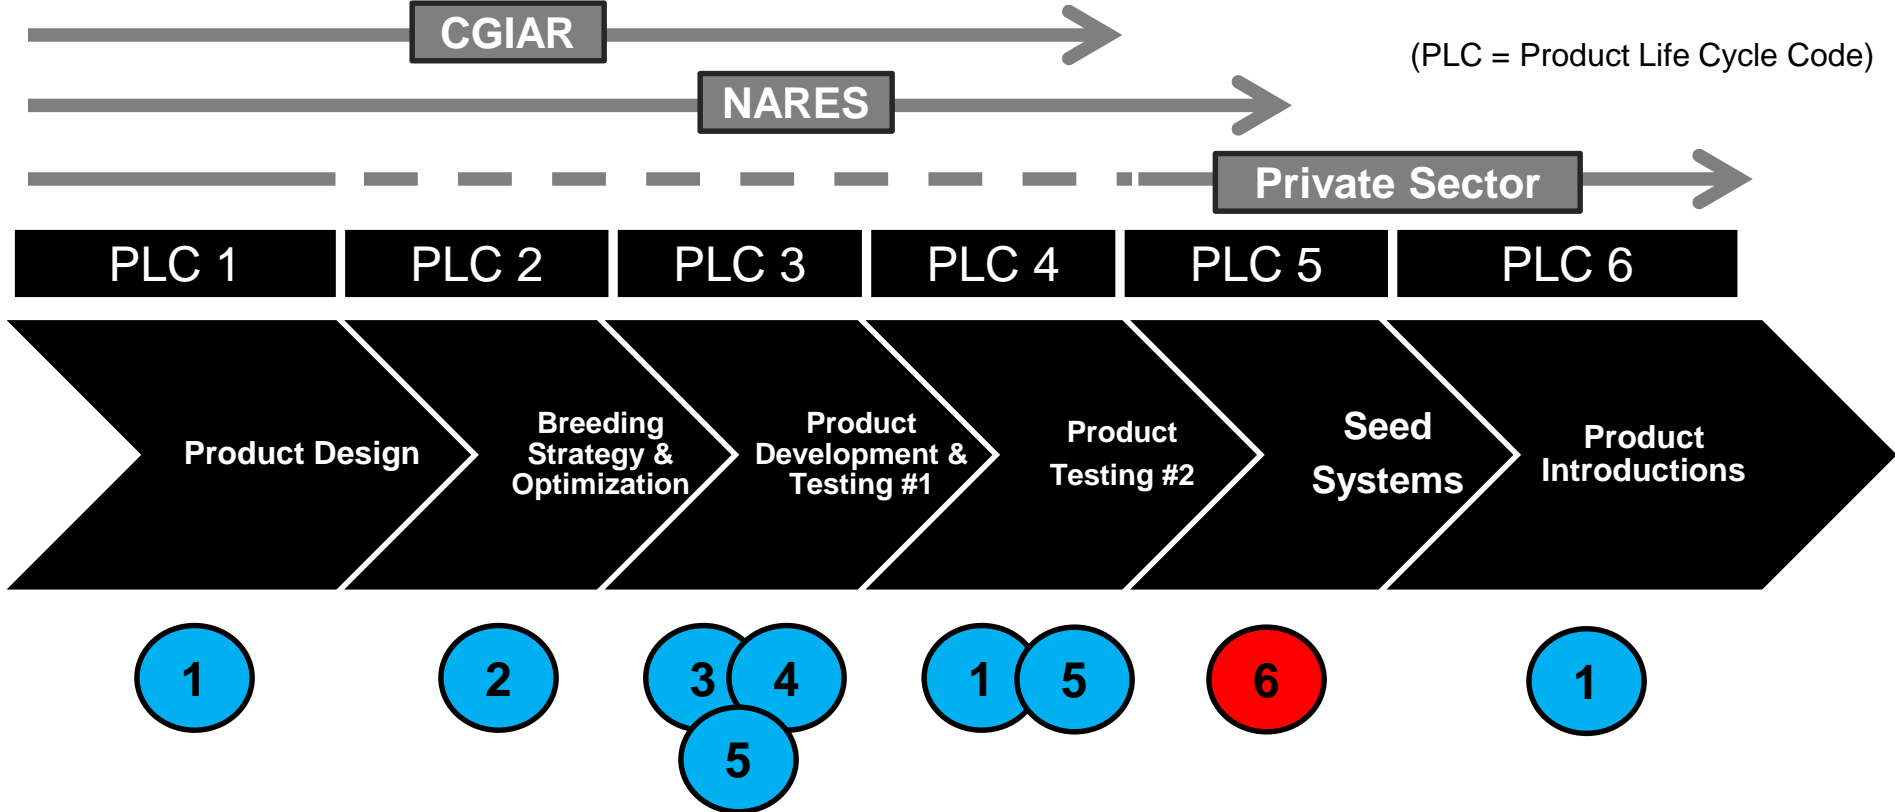 CGIAR
(PLC = Product Life Cycle Code)
NARES
Private Sector
PLC 1
PLC 2
PLC 3
PLC 4
PLC 5
PLC 6
Product Design
Breeding
Strategy &
Optimization
Product
Development &
Testing #1
Product
Testing #2
Seed
Systems
Product
Introductions
1
2
3
4
5
1
5
6
1